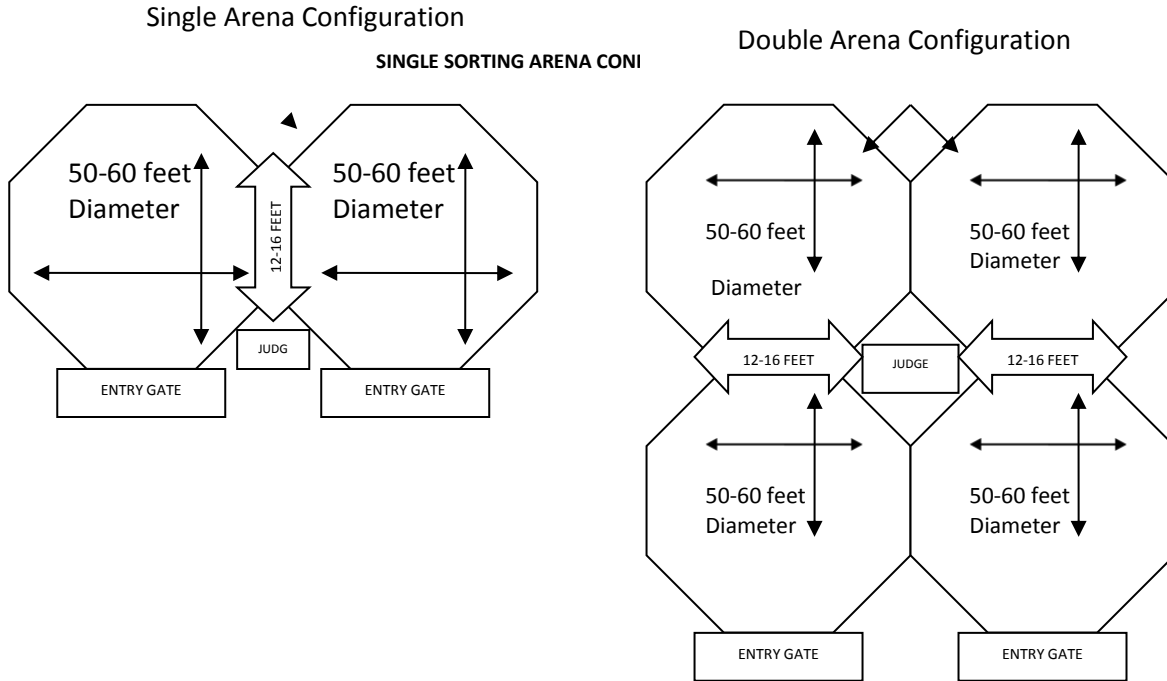 Single Arena Configuration
SINGLE SORTING ARENA CONI
50-60 feet
Diameter
50-60 feet
Diameter
12-16 FEET
JUDG
ENTRY GATE
ENTRY GATE
Double Arena Configuration
50-60 feet
Diameter
50-60 feet
Diameter
12-16 FEET
JUDGE
12-16 FEET
50-60 feet
Diameter
50-60 feet
Diameter
ENTRY GATE
ENTRY GATE